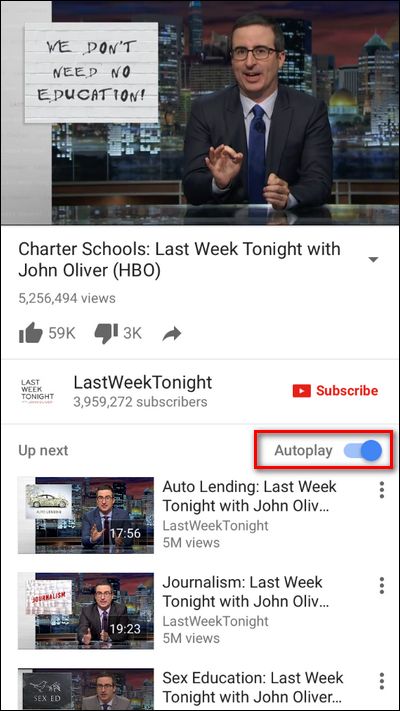 WE DON'T
NEED NO
EDUCATION!
Charter Schools: Last Week Tonight with
John Oliver (HBO)
5,256,494 views
59K
3K
LAST
WEEK
TONIGHT
LastWeekTonight
3,959,272 subscribers
Subscribe
Up next
Autoplay
AUTO LENDING
17:56
Auto Lending: Last Week
Tonight with John Oliv...
LastWeekTonight
5M views
JOURNALISM
19:23
Journalism: Last Week
Tonight with John Oliv...
LastWeekTonight
5M views
SEX ED
Sex Education: Last Week
Tonight with John Oliver...